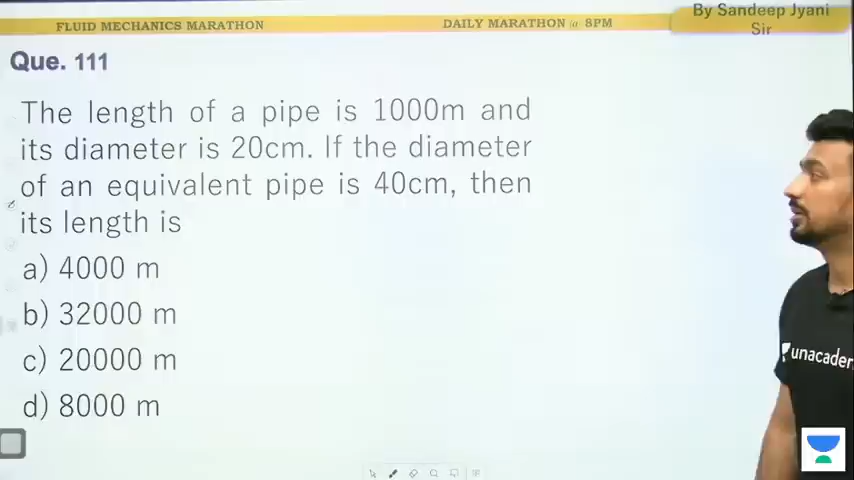 FLUID MECHANICS MARATHON
DAILY MARATHON @ 8PM
By Sandeep Jyani
Sir
Que. 111
The length of a pipe is 1000m and
its diameter is 20cm. If the diameter
of an equivalent pipe is 40cm, then
its length is
a) 4000 m
b) 32000 m
c) 20000 m
d) 8000 m
unacadem